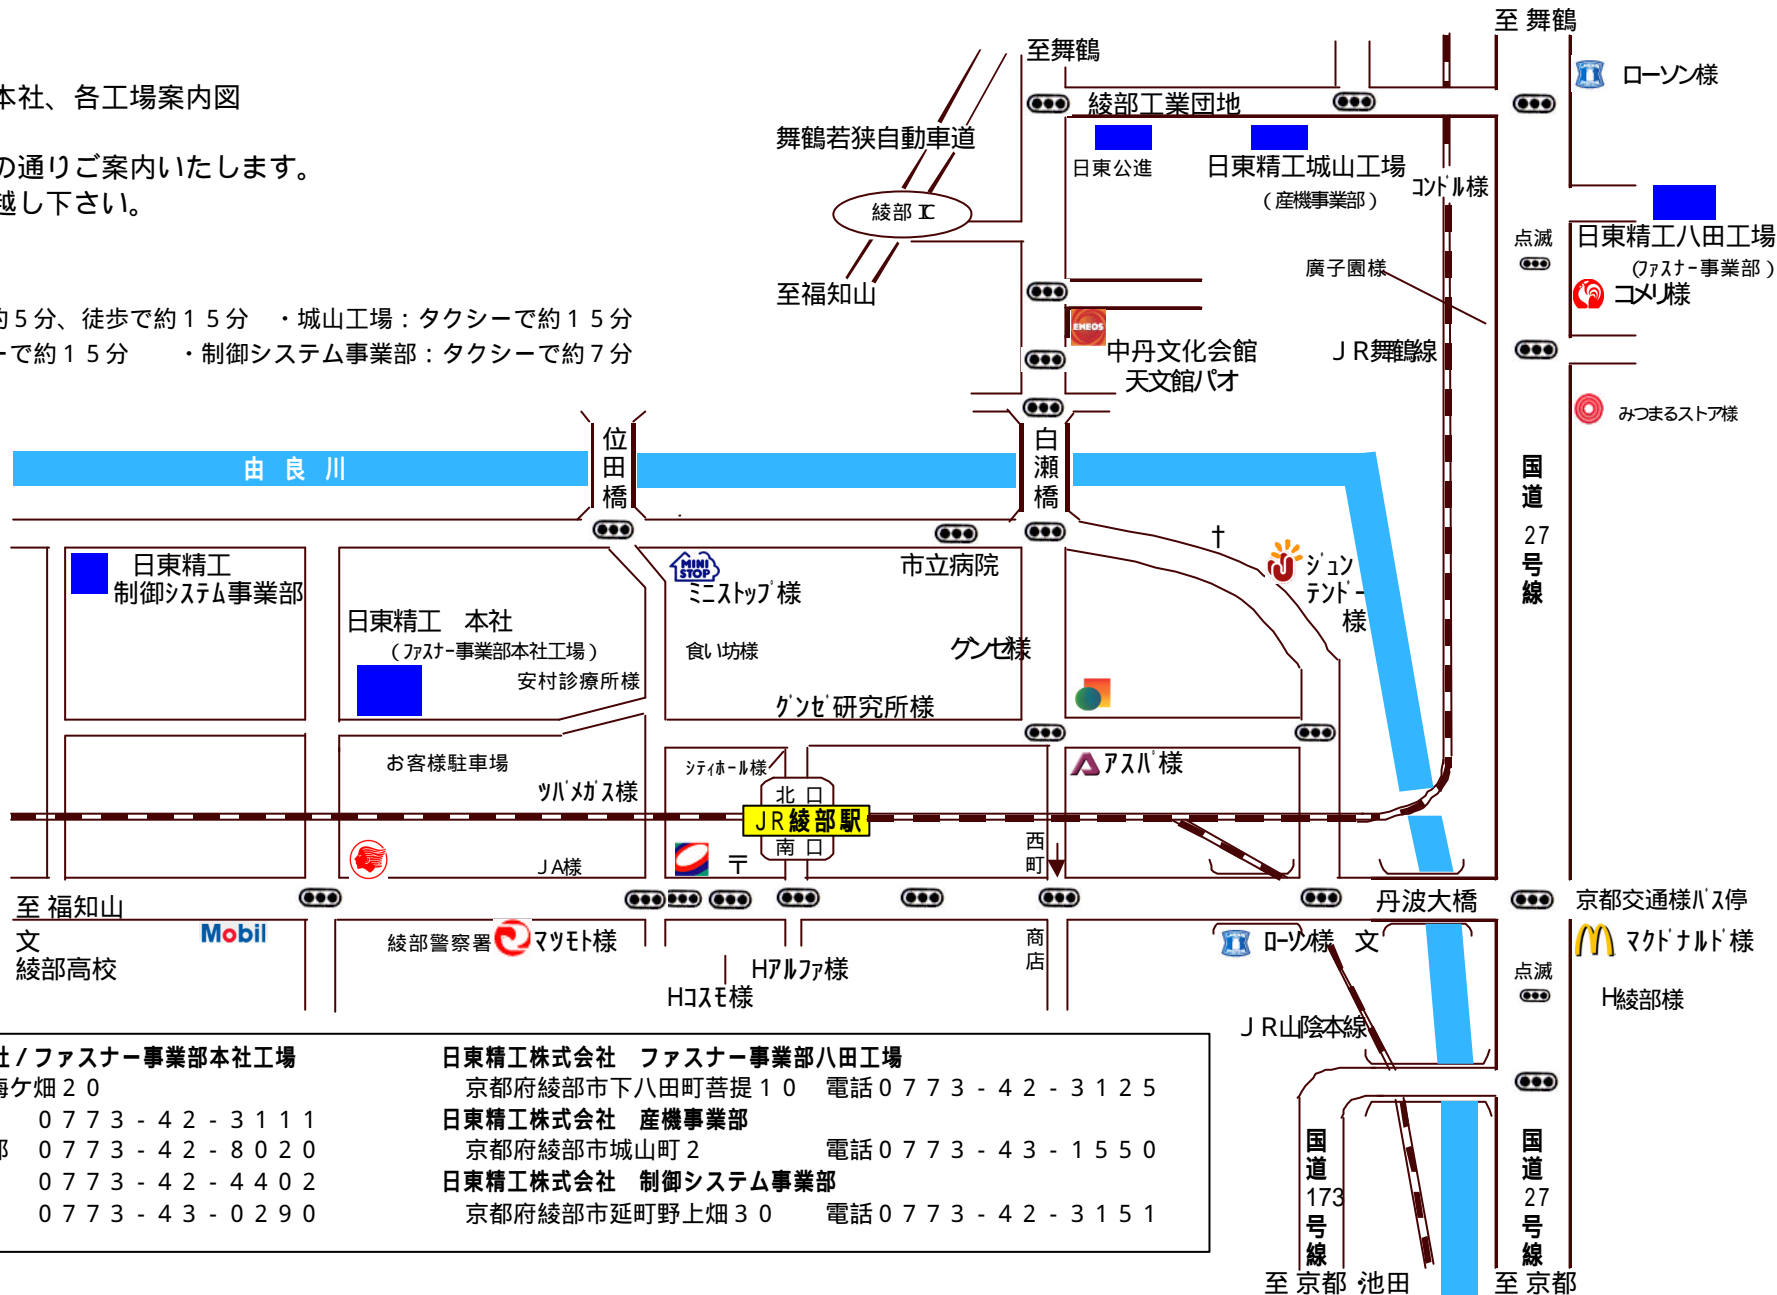 至 舞鶴
至舞鶴
ローソン様
本社、各工場案内図
綾部工業団地
舞鶴若狭自動車道
の通りご案内いたします。
日東公進
日東精工城山工場
(産機事業部)
コンドル様
越し下さい。
綾部 IC
点滅
日東精工八田工場
(ファスナー事業部)
廣子園様
コメリ様
至福知山
ENEOS
約5分、徒歩で約15分 ・城山工場:タクシーで約15分
ーで約15分 ・制御システム事業部:タクシーで約7分
中丹文化会館
天文館パオ
JR舞鶴線
みつまるストア様
位田橋
白瀬橋
由良川
国道27号線
日東精工
制御システム事業部
MINI STOP
ミニストップ様
市立病院
ジュンテンドー様
日東精工 本社
(ファスナー事業部本社工場)
安村診療所様
食い坊様
グンゼ様
グンゼ研究所様
お客様駐車場
シティホール様
アスパ様
ツバメガス様
北口
JR綾部駅
南口
西町
JA様
〒
至 福知山
丹波大橋
京都交通様バス停
文
綾部高校
Mobil
綾部警察署
マツモト様
商店
ローソン様 文
マクドナルド様
Hアルファ様
Hコスモ様
点滅
H綾部様
JR山陰本線
社/ファスナー事業部本社工場
梅ケ畑20
0773-42-3111
部 0773-42-8020
0773-42-4402
0773-43-0290
日東精工株式会社 ファスナー事業部八田工場
京都府綾部市下八田町菩提10 電話0773-42-3125
日東精工株式会社 産機事業部
京都府綾部市城山町2 電話0773-43-1550
日東精工株式会社 制御システム事業部
京都府綾部市延町野上畑30 電話0773-42-3151
国道173号線
国道27号線
至 京都・池田
至 京都